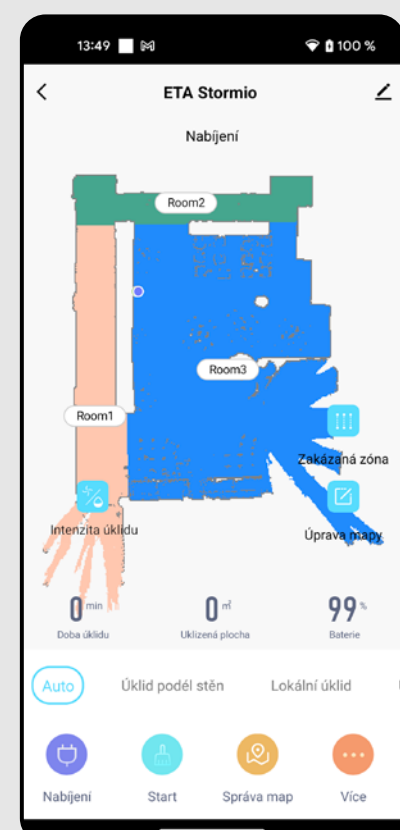 13:49 100 %
ETA Stormio
Nabíjení
Room2
Room3
Room1
Zakázaná zóna
Intenzita úklidu
Úprava mapy
0 min 0 ㎡ 99 %
Doba úklidu Uklizená plocha Baterie
Auto Úklid podél stěn Lokální úklid
Nabíjení Start Správa map Více